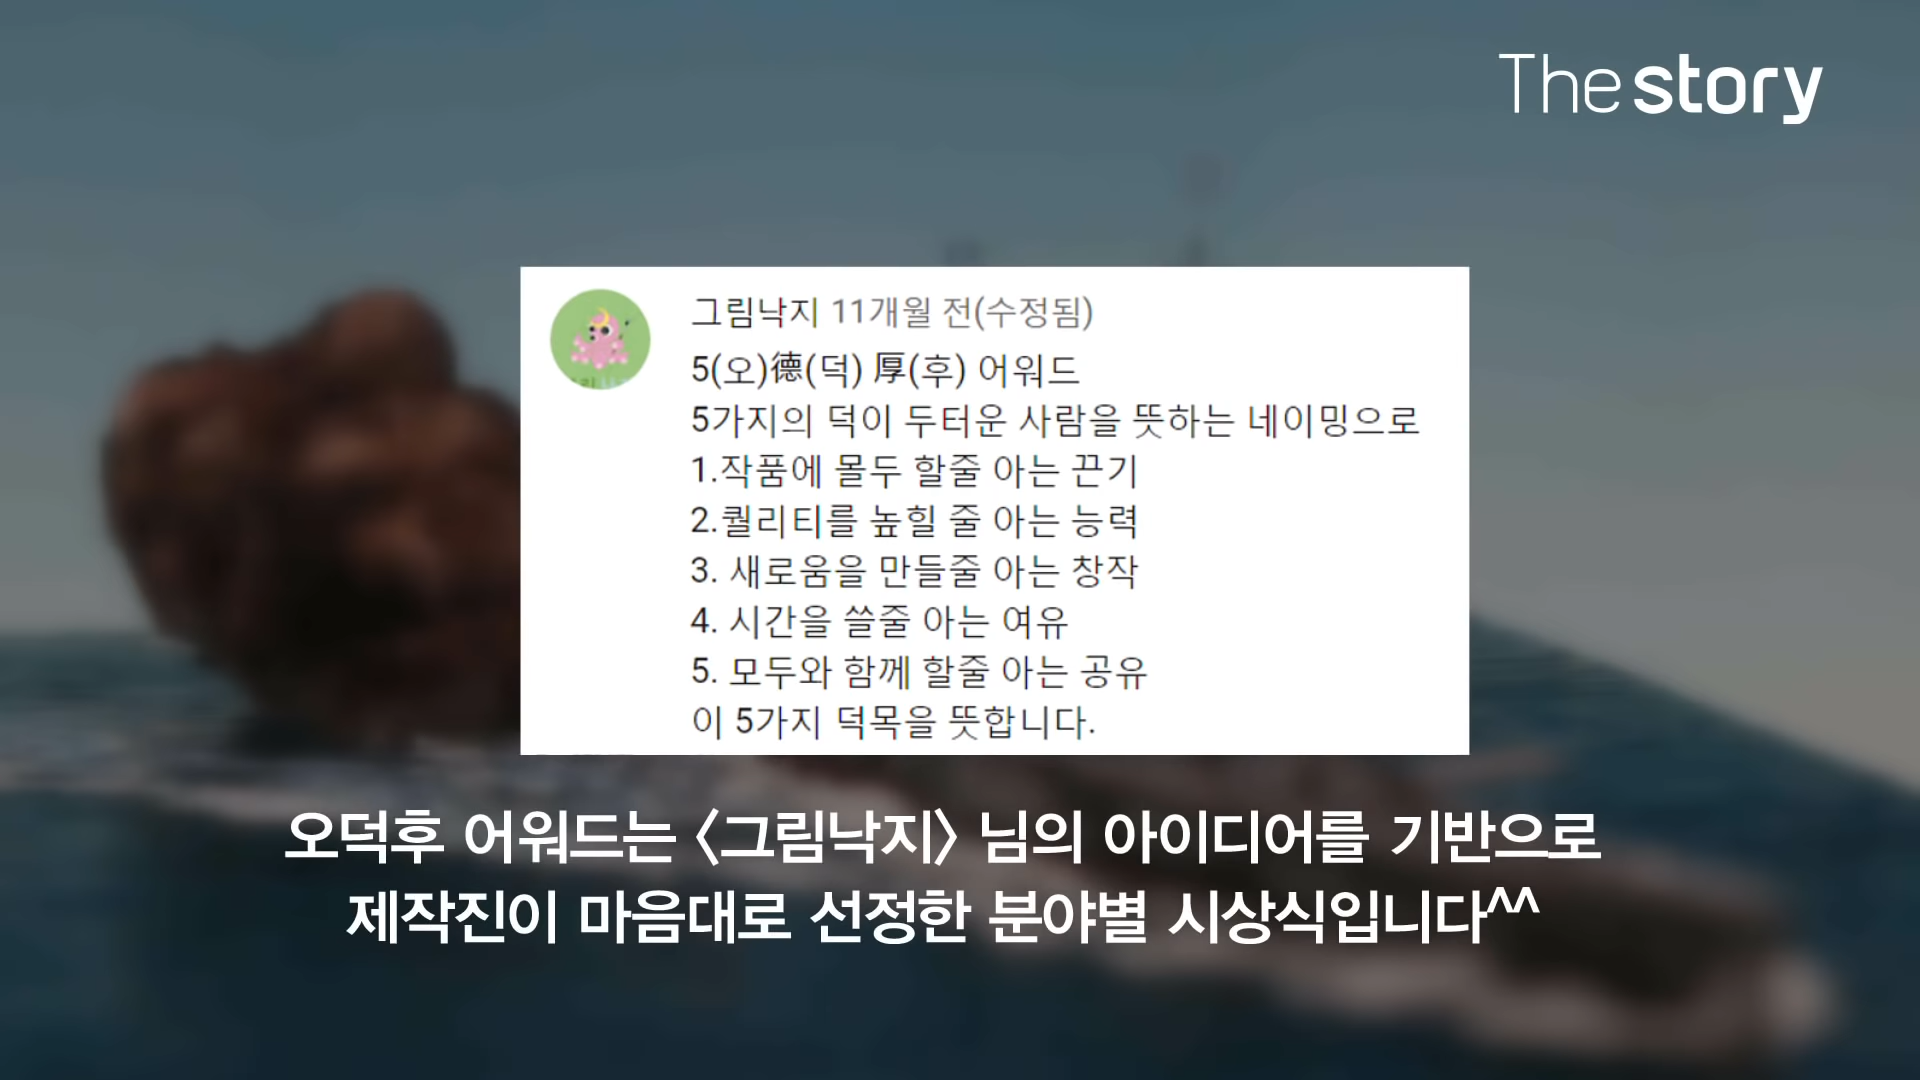 The story
그림낙지 11개월 전(수정됨)
5(오)德(덕) 厚(후) 어워드
5가지의 덕이 두터운 사람을 뜻하는 네이밍으로
1.작품에 몰두 할줄 아는 끈기
2.퀄리티를 높힐 줄 아는 능력
3. 새로움을 만들줄 아는 창작
4. 시간을 쓸줄 아는 여유
5. 모두와 함께 할줄 아는 공유
이 5가지 덕목을 뜻합니다.
오덕후 어워드는 <그림낙지> 님의 아이디어를 기반으로
제작진이 마음대로 선정한 분야별 시상식입니다^^